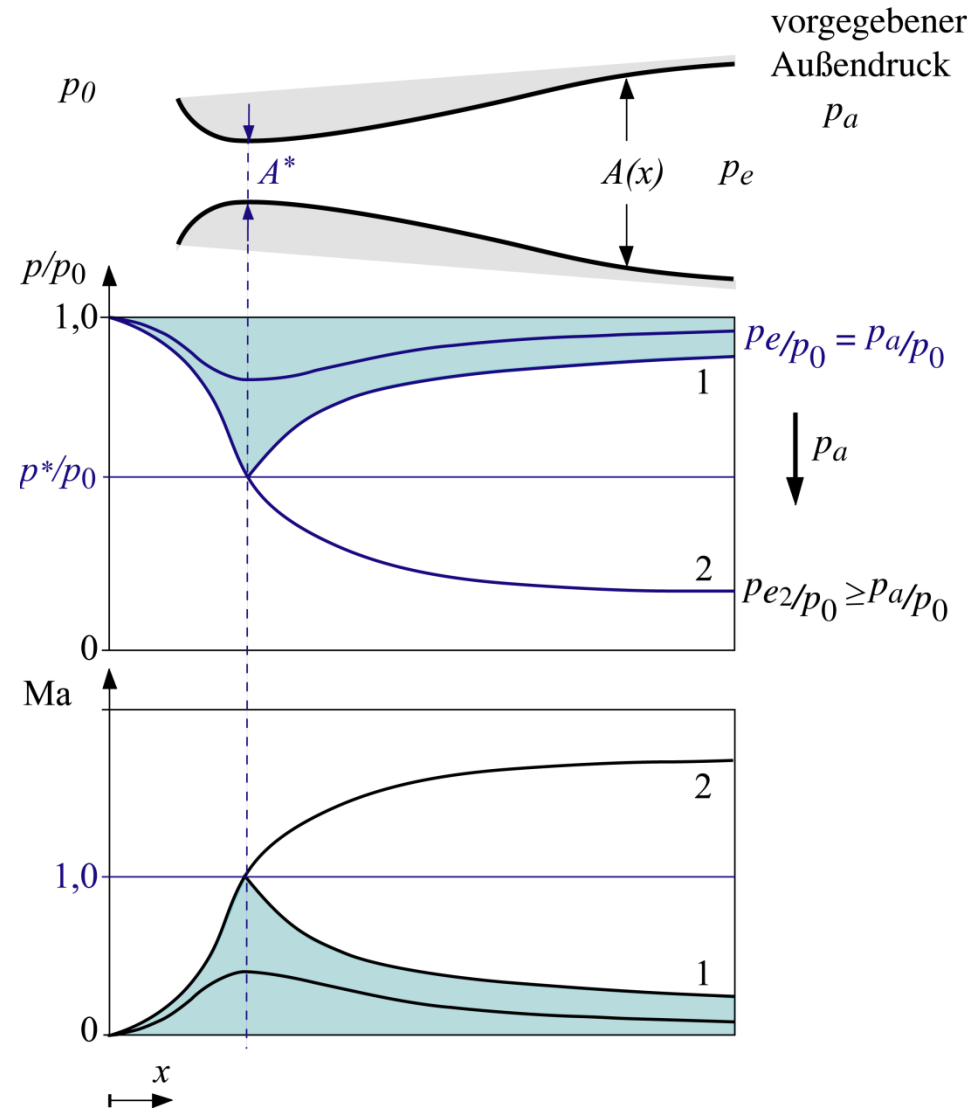 vorgegebener
Außendruck
p₀
pₐ
A*
A(x)
pₑ
p/p₀
1,0
pₑ/p₀ = pₐ/p₀
1
pₐ
p*/p₀
2
pₑ₂/p₀ ≥ pₐ/p₀
0
Ma
2
1,0
1
0
x